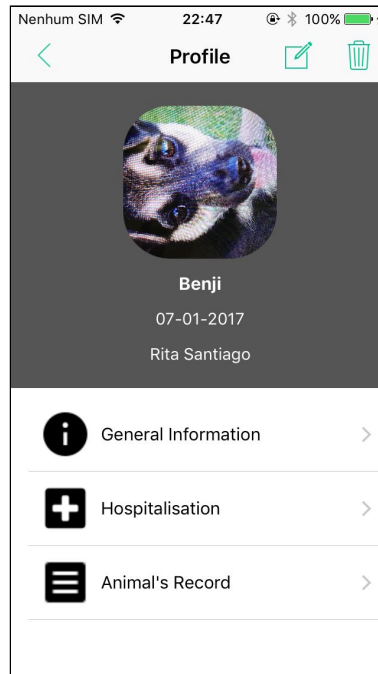 Nenhum SIM 22:47 100%
Profile
Benji
07-01-2017
Rita Santiago
General Information
Hospitalisation
Animal's Record